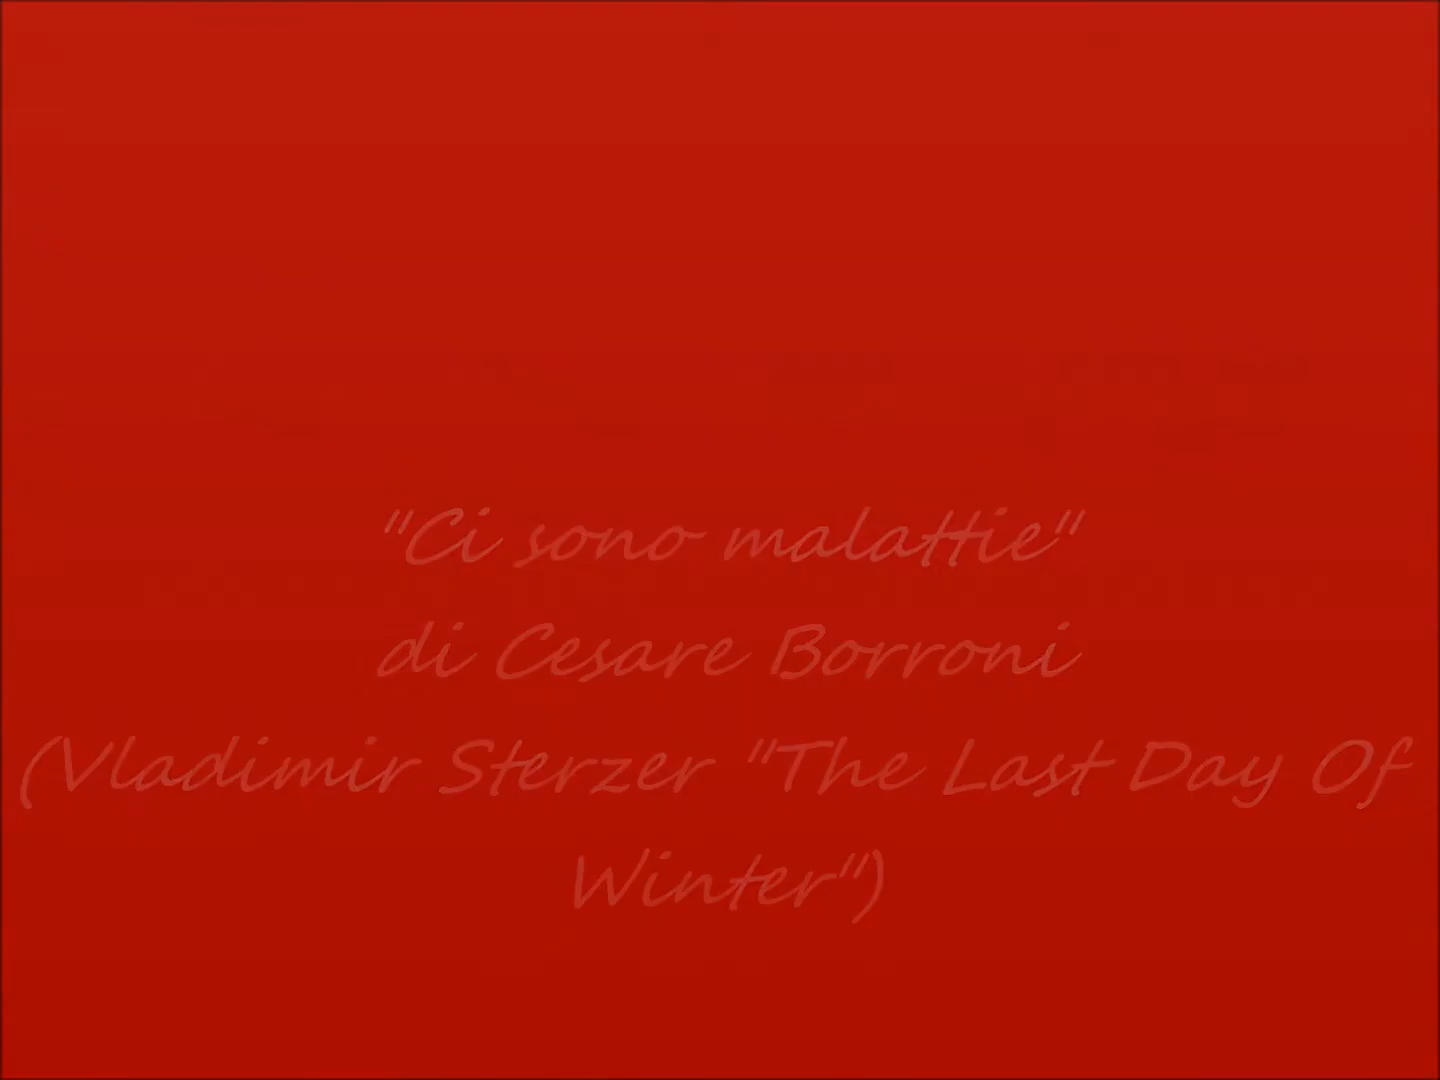 "Ci sono malattie"
di Cesare Borroni
(Vladimir Sterzer "The Last Day Of
Winter")